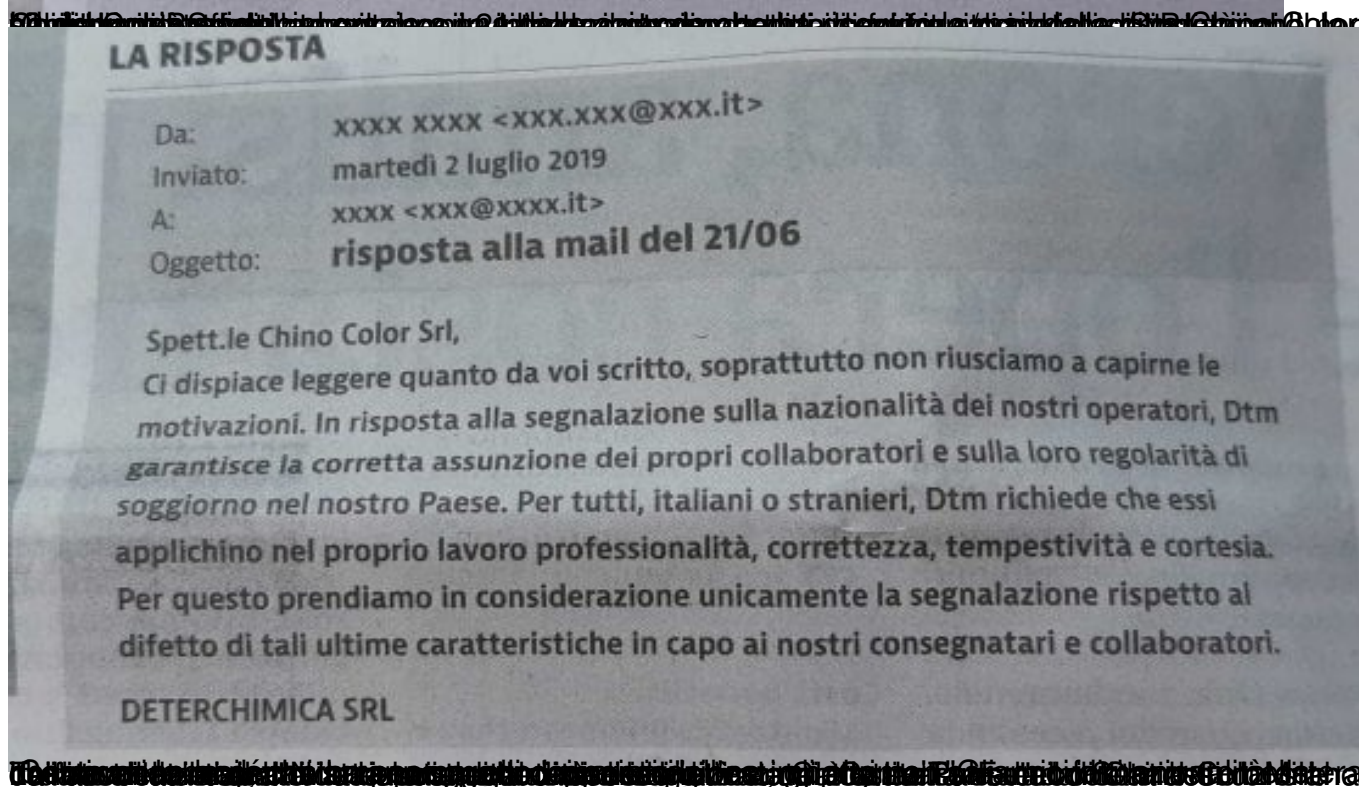 LA RISPOSTA
Da: xxxx xxxx <xxx.xxx@xxx.it>
Inviato: martedì 2 luglio 2019
A: xxxx <xxx@xxxx.it>
Oggetto: risposta alla mail del 21/06
Spett.le Chino Color Srl,
Ci dispiace leggere quanto da voi scritto, soprattutto non riusciamo a capirne le
motivazioni. In risposta alla segnalazione sulla nazionalità dei nostri operatori, Dtm
garantisce la corretta assunzione dei propri collaboratori e sulla loro regolarità di
soggiorno nel nostro Paese. Per tutti, italiani o stranieri, Dtm richiede che essi
applichino nel proprio lavoro professionalità, correttezza, tempestività e cortesia.
Per questo prendiamo in considerazione unicamente la segnalazione rispetto al
difetto di tali ultime caratteristiche in capo ai nostri consegnatari e collaboratori.
DETERCHIMICA SRL